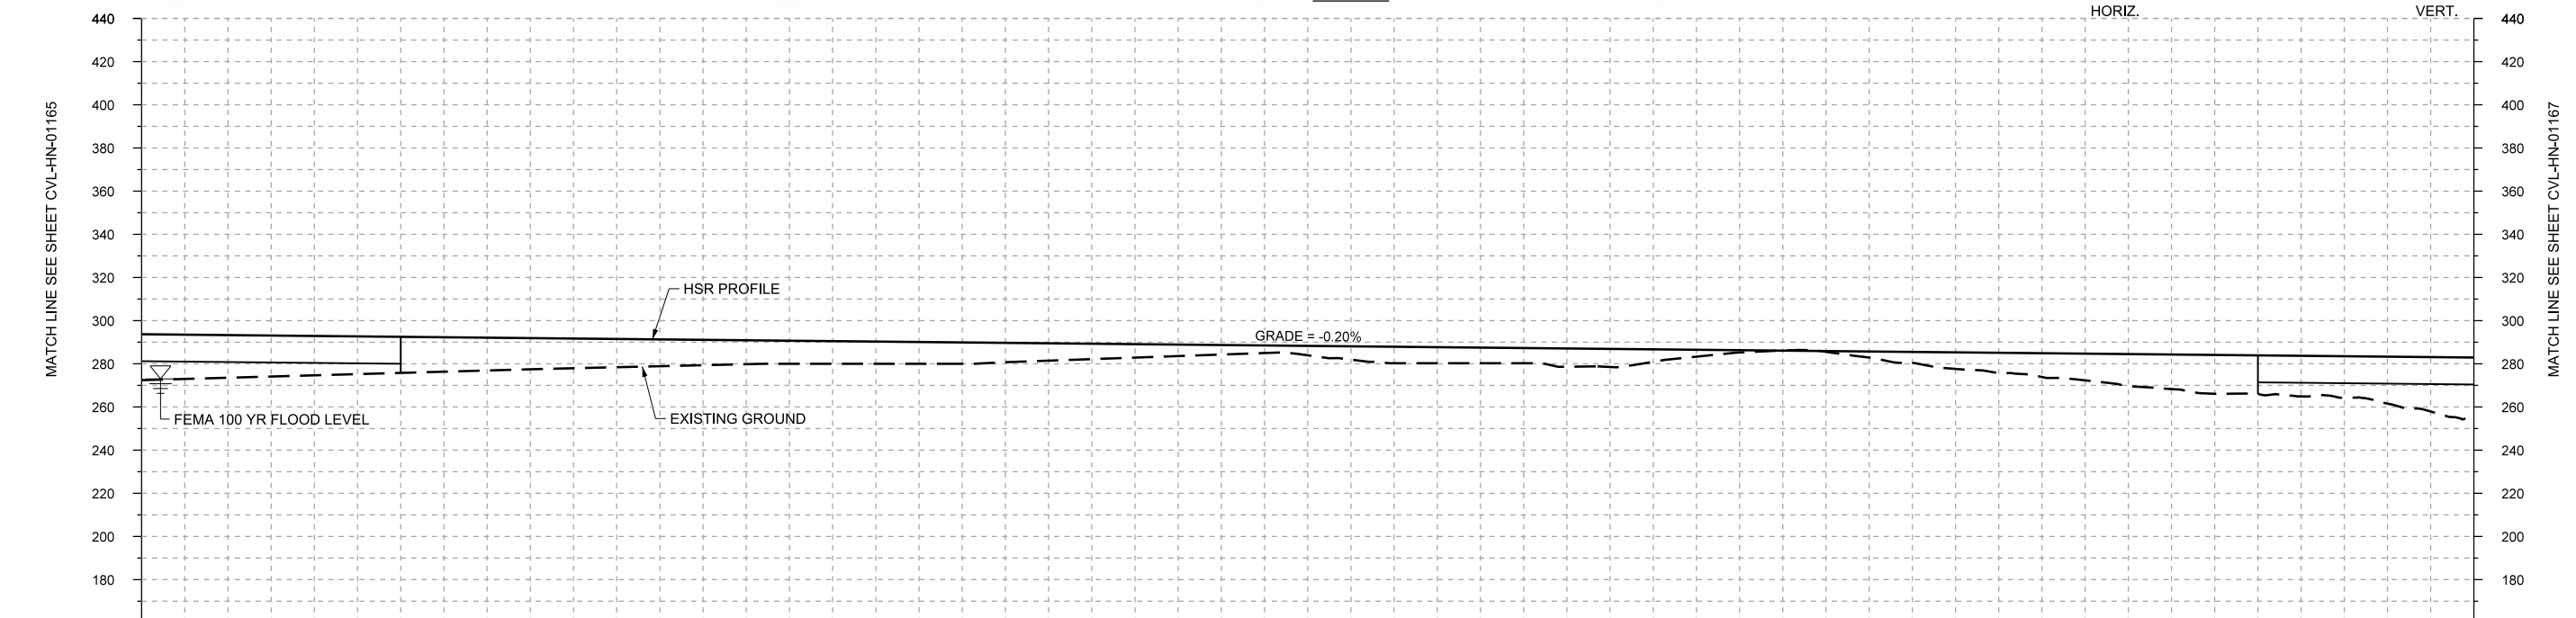 HORIZ. VERT.
440 440
420 420
400 400
380 380
360 360
340 340
320 320
300 300
280 280
260 260
240 240
220 220
200 200
180 180
MATCH LINE SEE SHEET CVL-HN-01165
HSR PROFILE
GRADE = -0.20%
FEMA 100 YR FLOOD LEVEL
EXISTING GROUND
MATCH LINE SEE SHEET CVL-HN-01167